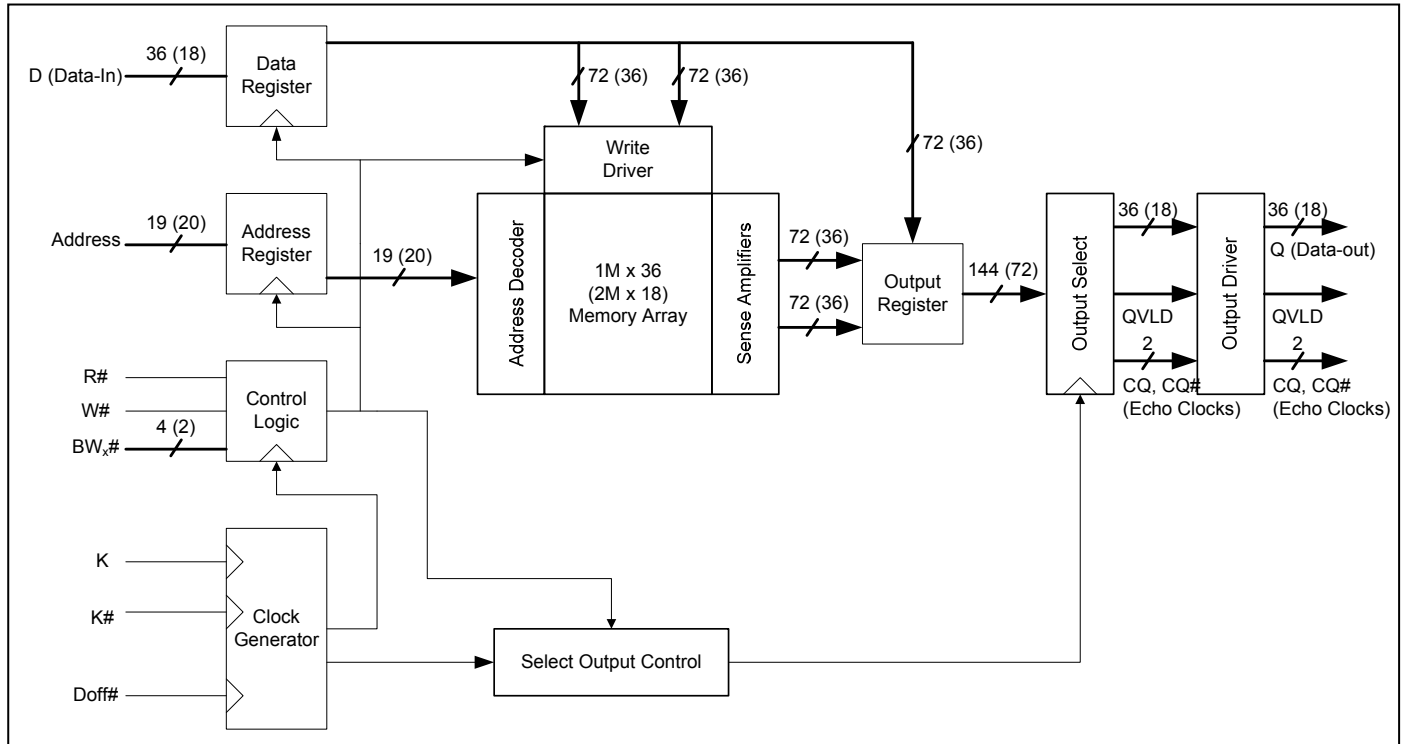 36 (18)
D (Data-In)
Data
Register
72 (36)
72 (36)
72 (36)
Write
Driver
19 (20)
Address
Address
Register
19 (20)
Address Decoder
1M x 36
(2M x 18)
Memory Array
Sense Amplifiers
72 (36)
72 (36)
Output
Register
144 (72)
Output Select
36 (18)
QVLD
2
CQ, CQ#
(Echo Clocks)
Output Driver
36 (18)
Q (Data-out)
QVLD
2
CQ, CQ#
(Echo Clocks)
R#
W#
4 (2)
BWx#
Control
Logic
K
K#
Doff#
Clock
Generator
Select Output Control